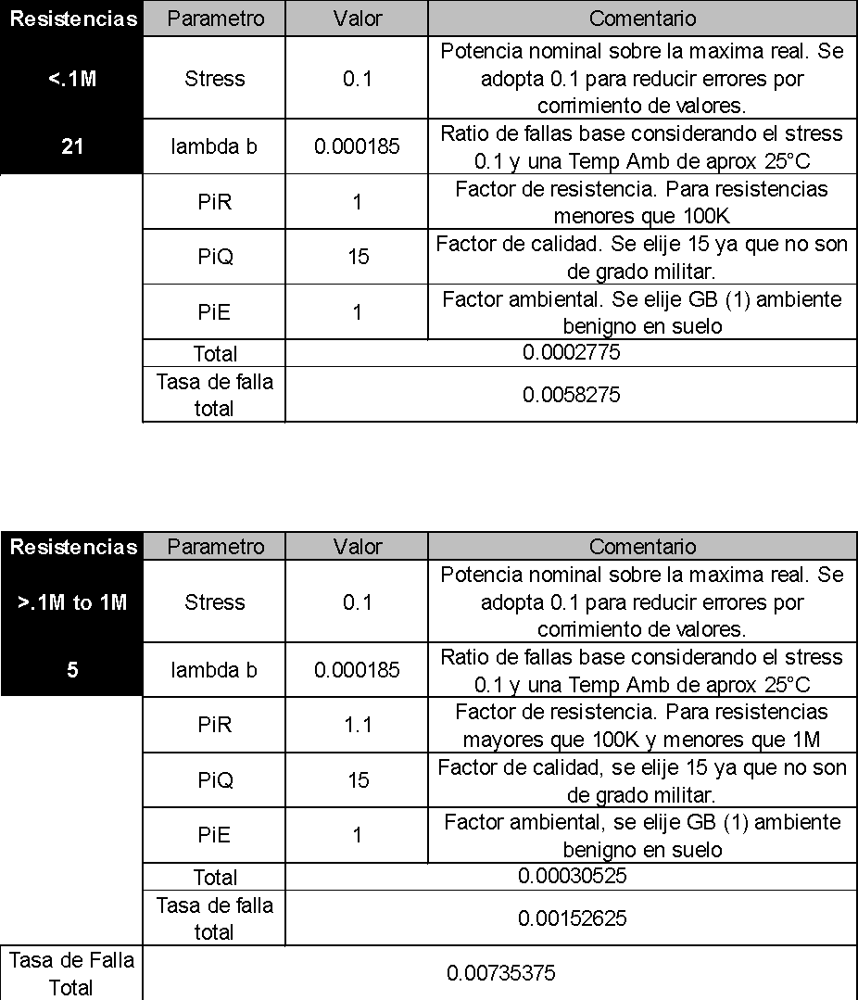 Resistencias Parametro Valor Comentario
<.1M Stress 0.1 Potencia nominal sobre la maxima real. Se
adopta 0.1 para reducir errores por
corrimiento de valores.
21 lambda b 0.000185 Ratio de fallas base considerando el stress
0.1 y una Temp Amb de aprox 25°C
PiR 1 Factor de resistencia. Para resistencias
menores que 100K
PiQ 15 Factor de calidad. Se elije 15 ya que no son
de grado militar.
PiE 1 Factor ambiental. Se elije GB (1) ambiente
benigno en suelo
Total 0.0002775
Tasa de falla
total 0.0058275
Resistencias Parametro Valor Comentario
>.1M to 1M Stress 0.1 Potencia nominal sobre la maxima real. Se
adopta 0.1 para reducir errores por
corrimiento de valores.
5 lambda b 0.000185 Ratio de fallas base considerando el stress
0.1 y una Temp Amb de aprox 25°C
PiR 1.1 Factor de resistencia. Para resistencias
mayores que 100K y menores que 1M
PiQ 15 Factor de calidad, se elije 15 ya que no son
de grado militar.
PiE 1 Factor ambiental, se elije GB (1) ambiente
benigno en suelo
Total 0.00030525
Tasa de falla
total 0.00152625
Tasa de Falla
Total 0.00735375